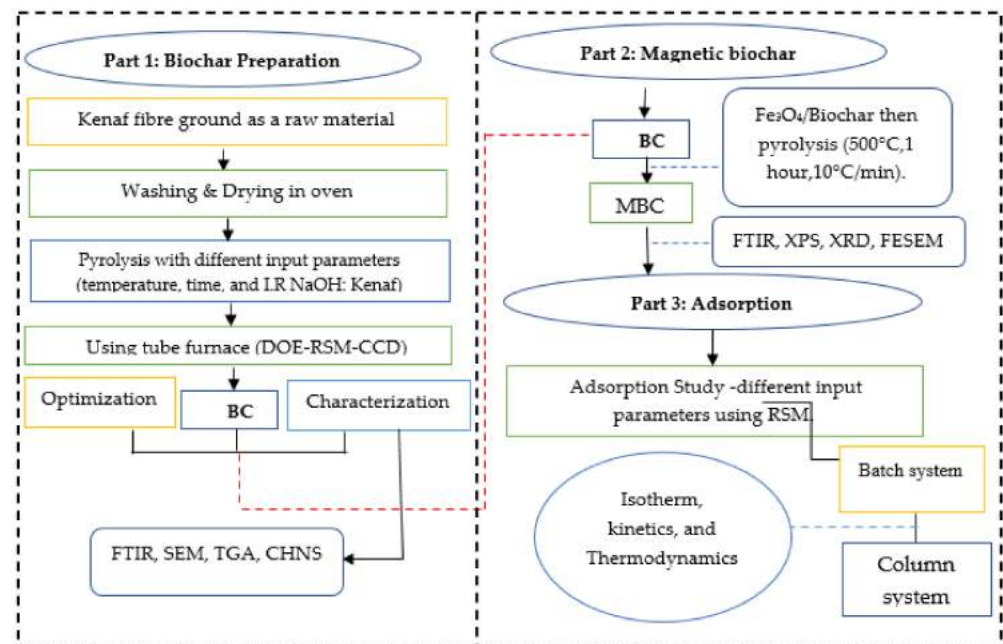 Part 1: Biochar Preparation
Kenaf fibre ground as a raw material
Washing & Drying in oven
Pyrolysis with different input parameters
(temperature, time, and I.R NaOH: Kenaf)
Using tube furnace (DOE-RSM-CCD)
Optimization
BC
Characterization
FTIR, SEM, TGA, CHNS
Part 2: Magnetic biochar
BC
Fe₃O₄/Biochar then
pyrolysis (500°C,1
hour,10°C/min).
MBC
FTIR, XPS, XRD, FESEM
Part 3: Adsorption
Adsorption Study -different input
parameters using RSM.
Batch system
Isotherm,
kinetics, and
Thermodynamics
Column
system